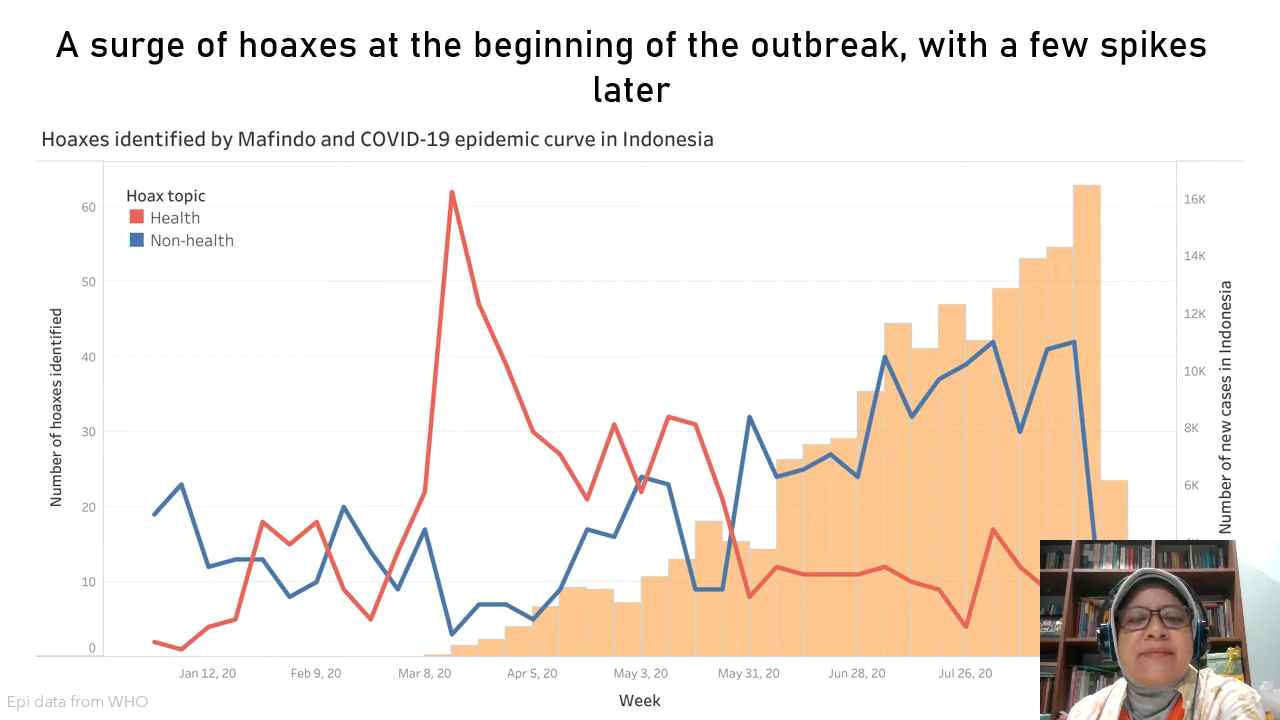 A surge of hoaxes at the beginning of the outbreak, with a few spikes
later
Hoaxes identified by Mafindo and COVID-19 epidemic curve in Indonesia
Hoax topic
Health
Non-health
Number of hoaxes identified
60
50
40
30
20
10
0
16K
14K
12K
10K
8K
6K
Number of new cases in Indonesia
Jan 12, 20
Feb 9, 20
Mar 8, 20
Apr 5, 20
May 3, 20
May 31, 20
Jun 28, 20
Jul 26, 20
Week
Epi data from WHO